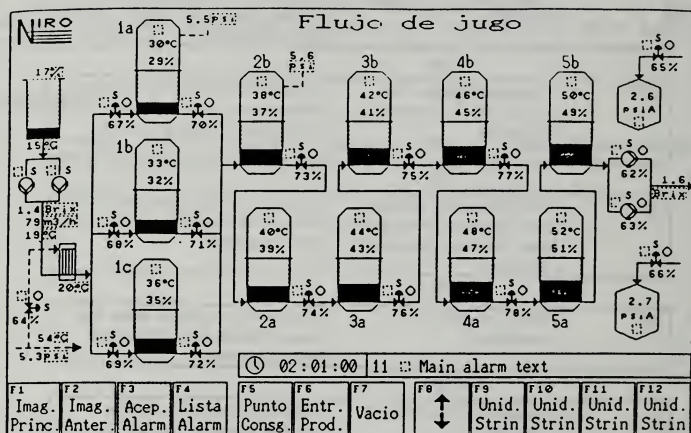 NIRO
Flujo de jugo
1a
5.5psi
30°C
29%
67%
70%
17%
15°C
1.4 Brix
79m3/h
19°C
20°C
64%
54°C
5.3psi
1b
33°C
32%
68%
71%
1c
36°C
35%
69%
72%
2b
5.6
psi
38°C
37%
73%
3b
42°C
41%
75%
4b
46°C
45%
77%
5b
50°C
49%
40°C
39%
2a
74%
44°C
43%
3a
76%
48°C
47%
4a
78%
52°C
51%
5a
S
65%
2.6
psiA
S
62%
S
63%
1.6
Brix
S
66%
2.7
psiA
02:01:00 11 Main alarm text
F1 Imag. Princ.
F2 Imag. Anter.
F3 Acep. Alarm
F4 Lista Alarm
F5 Punto Consg.
F6 Entr. Prod.
F7 Vacio
F8
F9 Unid. Strin
F10 Unid. Strin
F11 Unid. Strin
F12 Unid. Strin